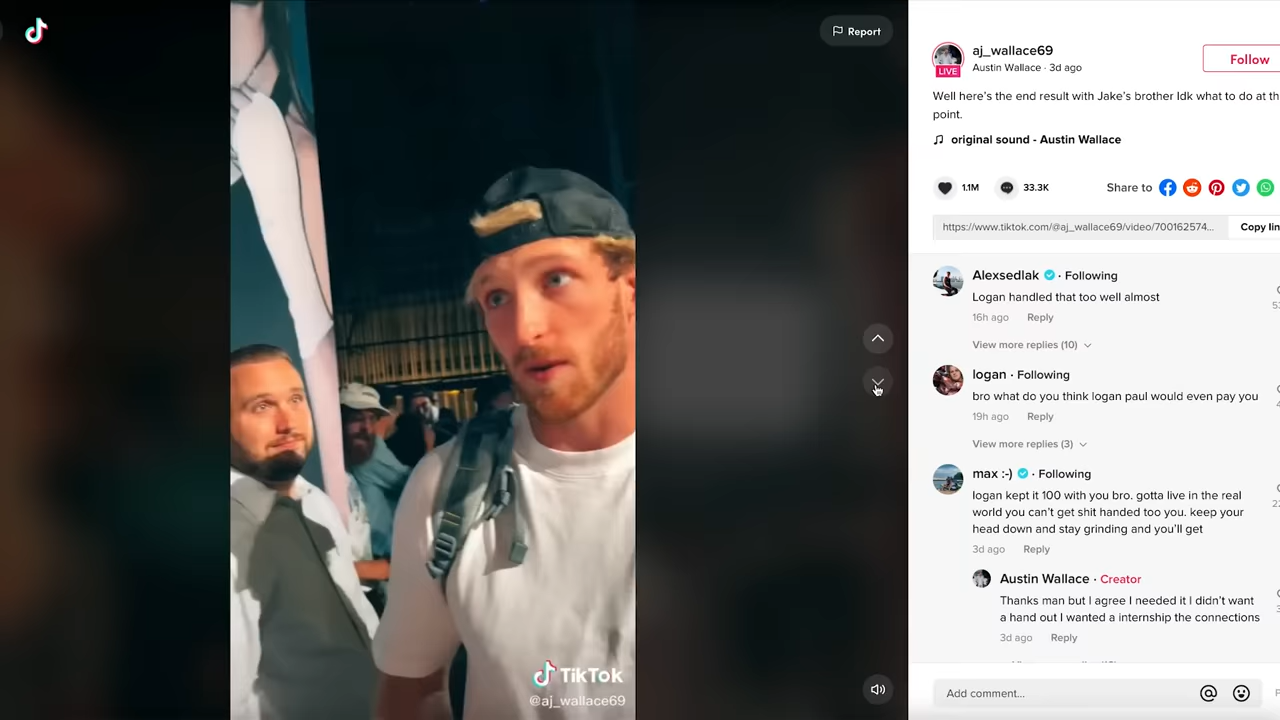 Report
TikTok
@aj_wallace69
aj_wallace69
LIVE
Austin Wallace · 3d ago
Follow
Well here's the end result with Jake's brother Idk what to do at th
point.
original sound - Austin Wallace
1.1M
33.3K
Share to
https://www.tiktok.com/@aj_wallace69/video/700162574...
Copy lin
Alexsedlak · Following
Logan handled that too well almost
16h ago Reply
View more replies (10)
logan · Following
bro what do you think logan paul would even pay you
19h ago Reply
View more replies (3)
max :-) · Following
logan kept it 100 with you bro. gotta live in the real
world you can't get shit handed too you. keep your
head down and stay grinding and you'll get
3d ago Reply
Austin Wallace · Creator
Thanks man but I agree I needed it I didn't want
a hand out I wanted a internship the connections
3d ago Reply
Add comment...